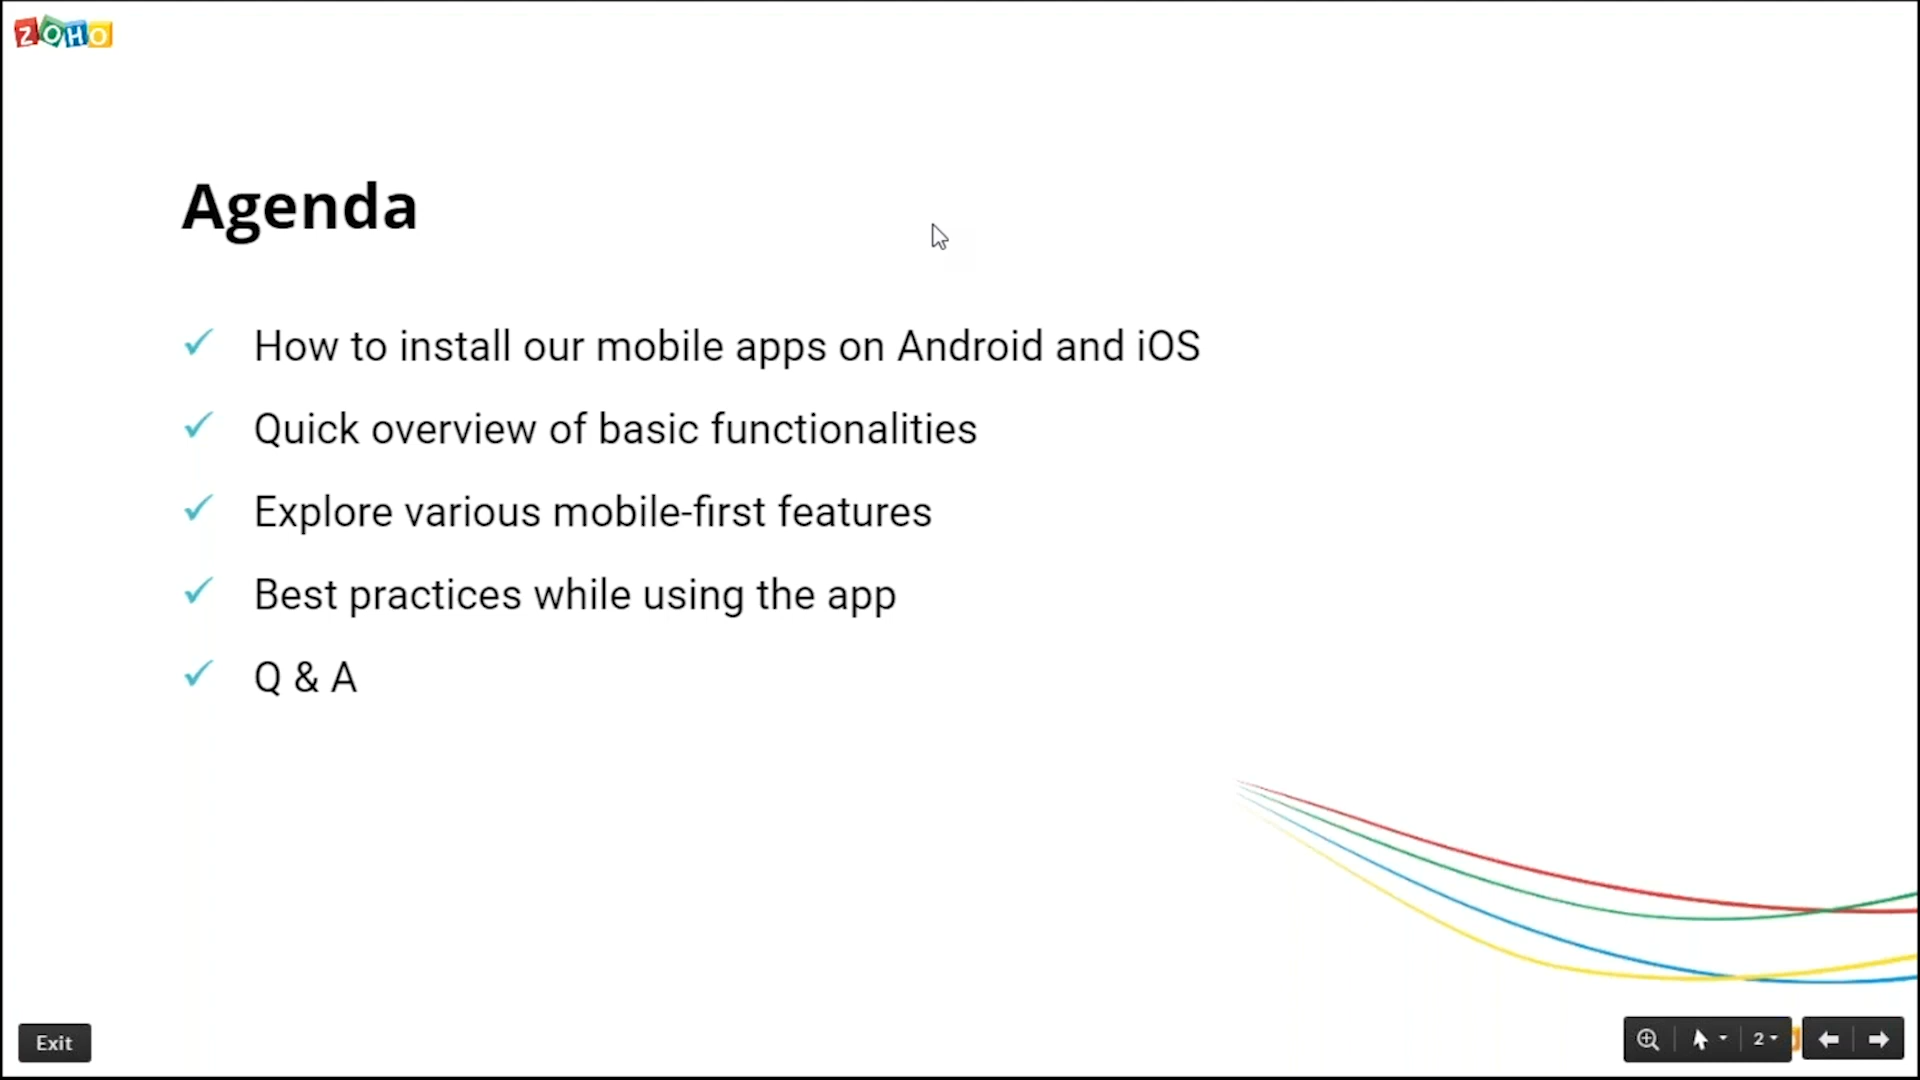 ZOHO
Agenda
How to install our mobile apps on Android and iOS
Quick overview of basic functionalities
Explore various mobile-first features
Best practices while using the app
Q & A
Exit
2